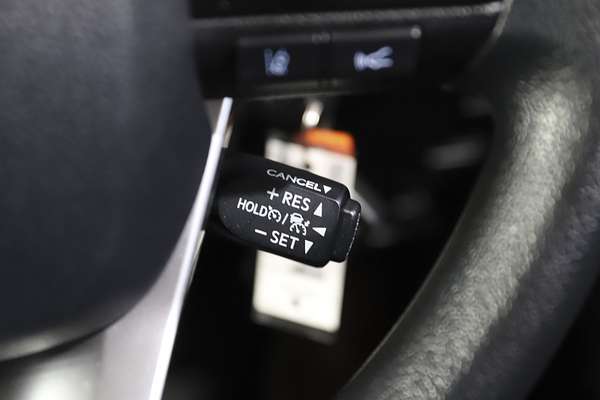 CANCEL▼
+ RES ▲
HOLD / ◀
− SET ▼